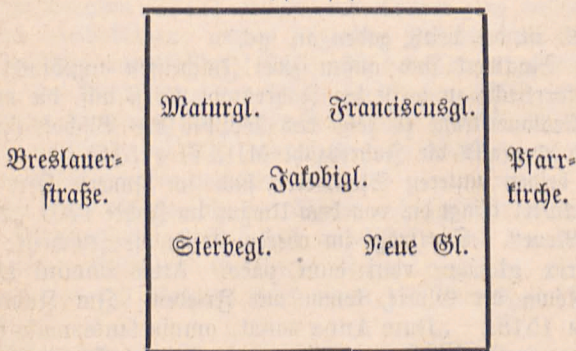 Maturgl. Franciscusgl.
Breslauer-
straße.
Jakobigl.
Pfarr-
kirche.
Sterbegl. Neue Gl.